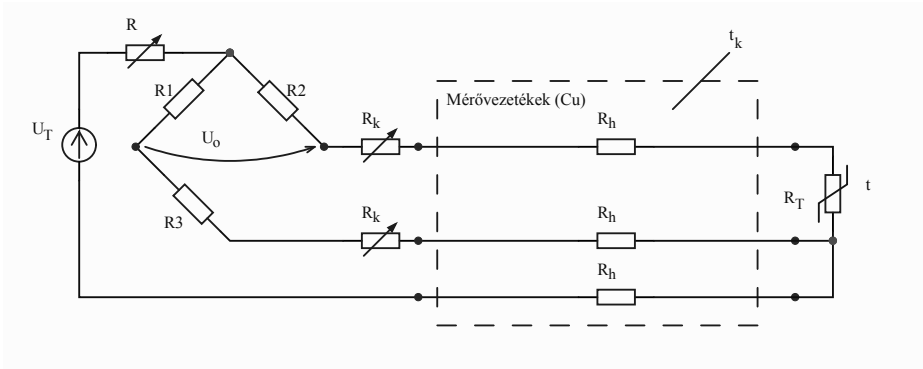 R
t_k
R1
R2
Mérővezetékek (Cu)
U_T
U_o
R_k
R_h
R_T
t
R3
R_k
R_h
R_h